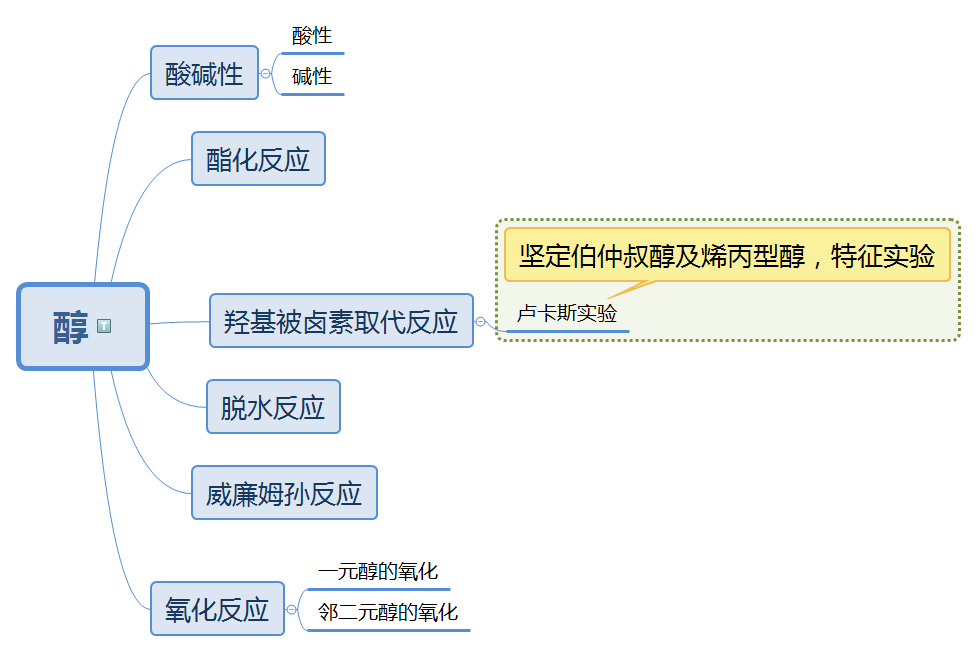 酸性
酸碱性
碱性
酯化反应
坚定伯仲叔醇及烯丙型醇，特征实验
卢卡斯实验
羟基被卤素取代反应
醇
T
脱水反应
威廉姆孙反应
一元醇的氧化
氧化反应
邻二元醇的氧化